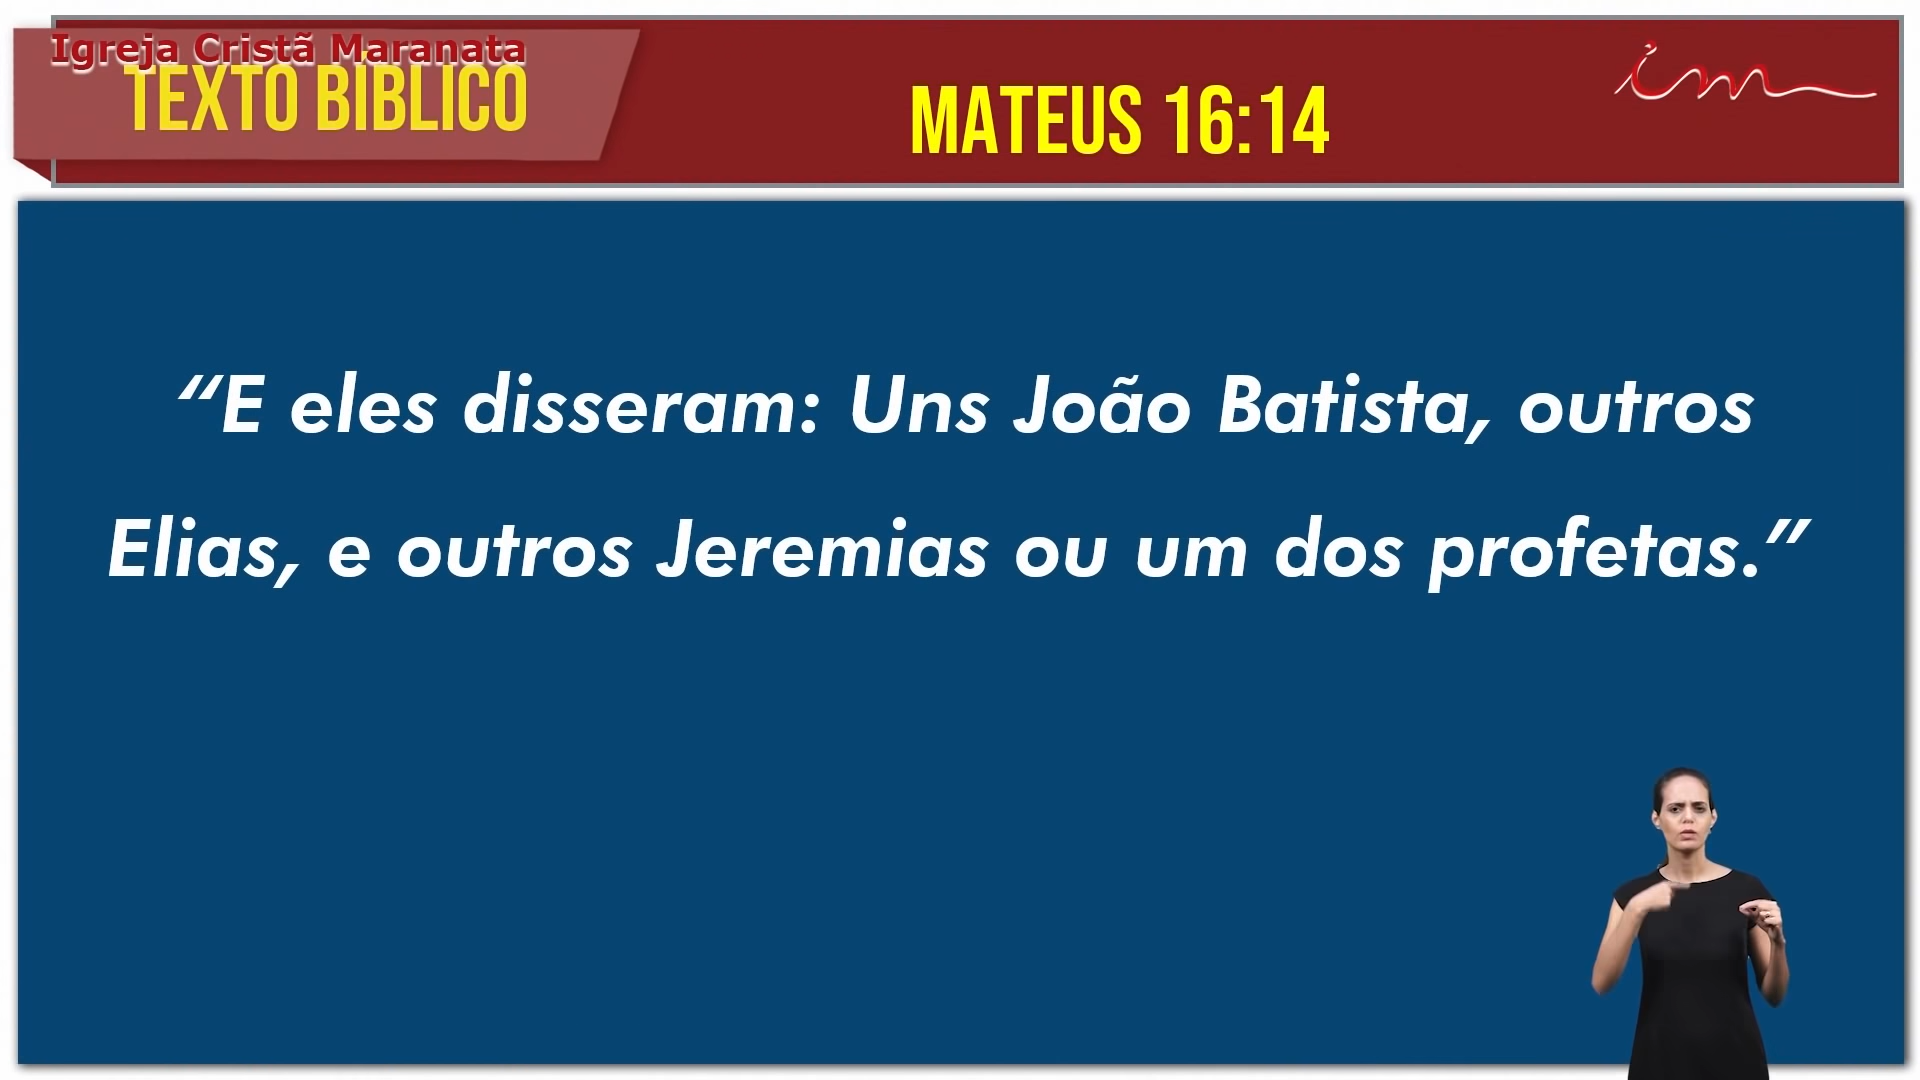 Igreja Cristã Maranata
TEXTO BÍBLICO
MATEUS 16:14
“E eles disseram: Uns João Batista, outros
Elias, e outros Jeremias ou um dos profetas.”